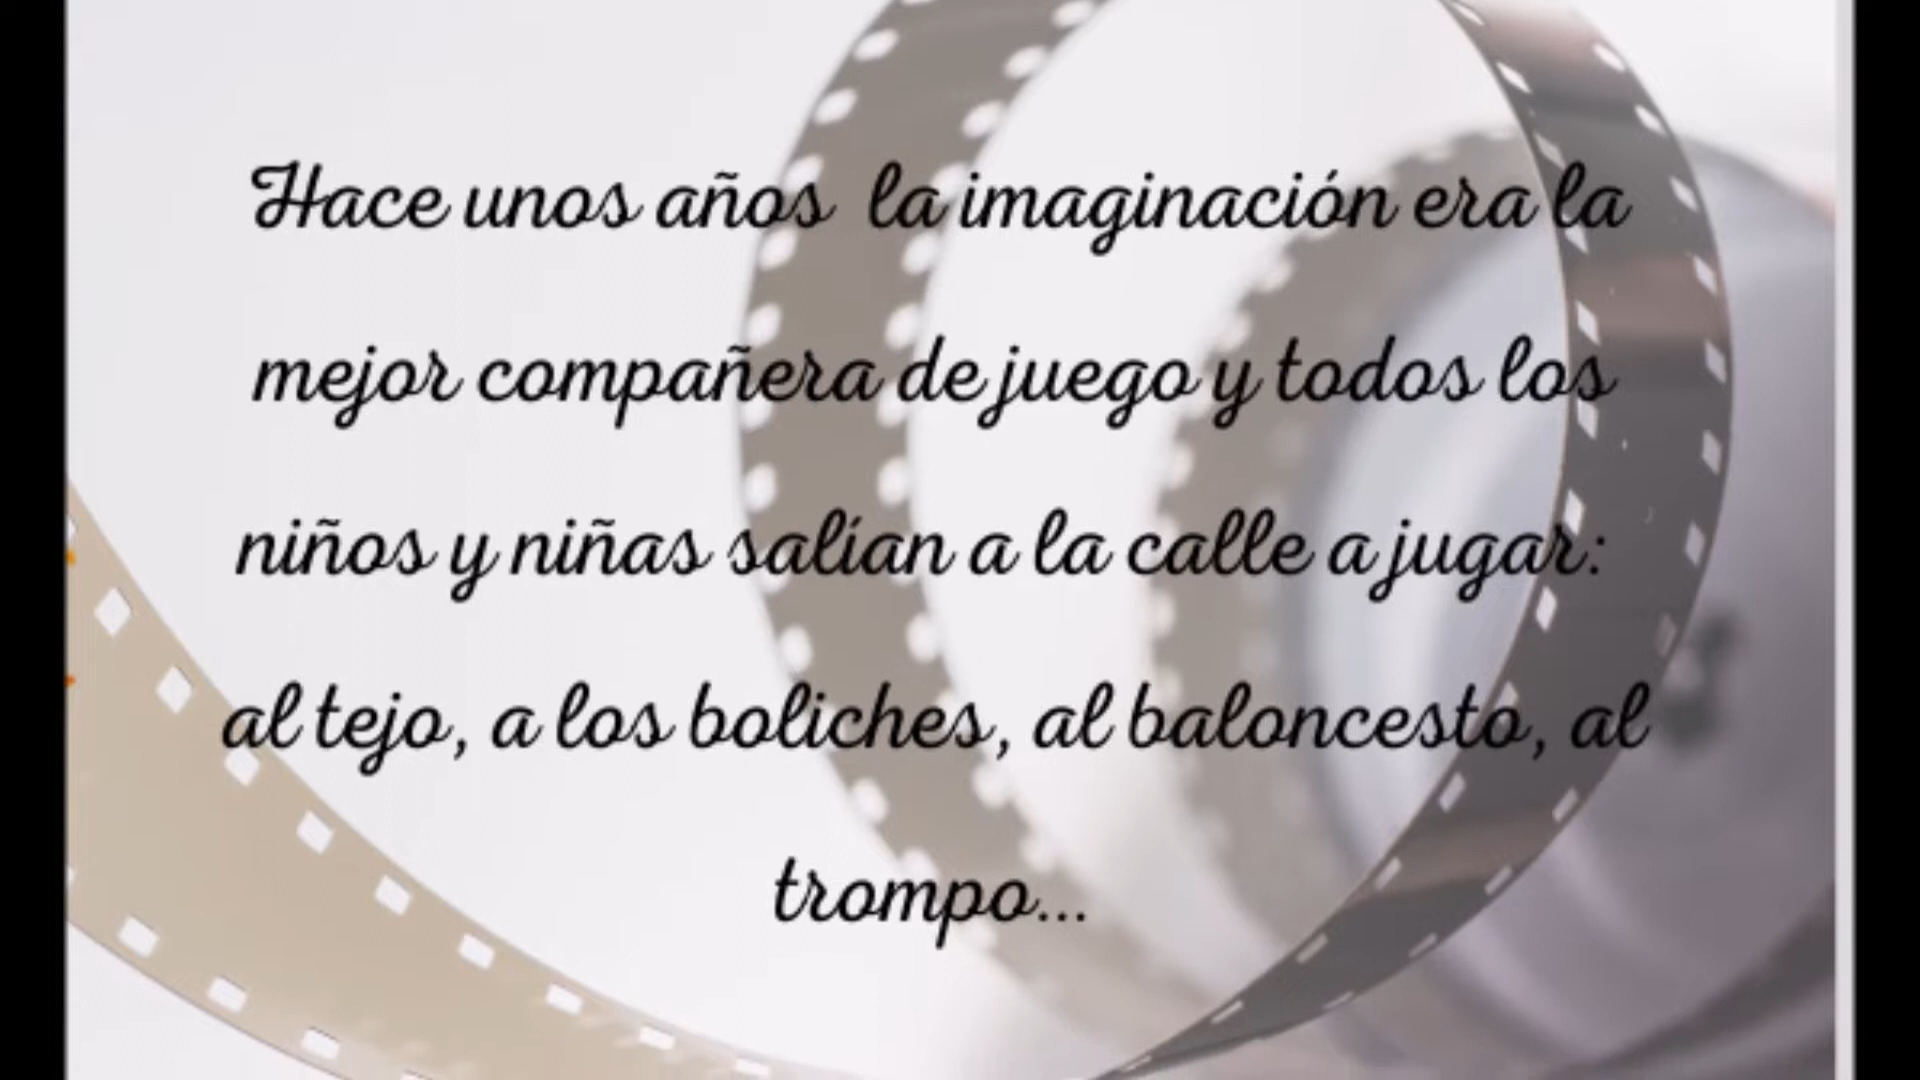 Hace unos años la imaginación era la
mejor compañera de juego y todos los
niños y niñas salían a la calle a jugar:
al tejo, a los boliches, al baloncesto, al
trompo...